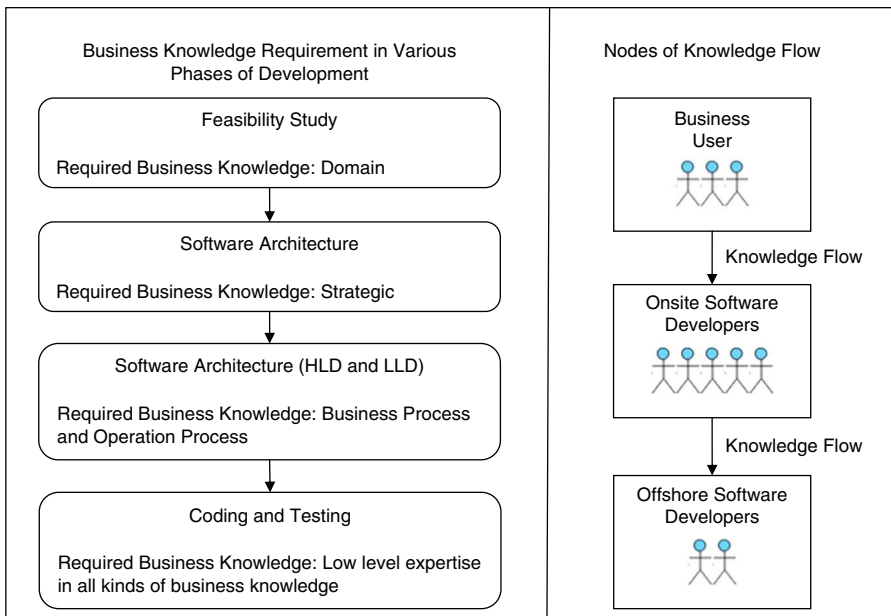 Business Knowledge Requirement in Various
Phases of Development
Feasibility Study
Required Business Knowledge: Domain
Software Architecture
Required Business Knowledge: Strategic
Software Architecture (HLD and LLD)
Required Business Knowledge: Business Process
and Operation Process
Coding and Testing
Required Business Knowledge: Low level expertise
in all kinds of business knowledge
Nodes of Knowledge Flow
Business
User
Knowledge Flow
Onsite Software
Developers
Knowledge Flow
Offshore Software
Developers